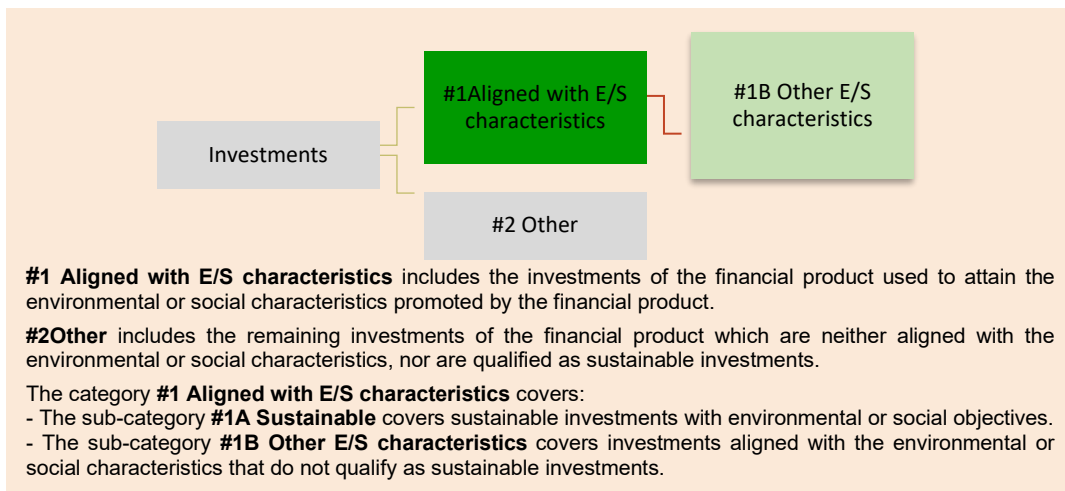 #1Aligned with E/S
characteristics
#1B Other E/S
characteristics
Investments
#2 Other
#1 Aligned with E/S characteristics includes the investments of the financial product used to attain the
environmental or social characteristics promoted by the financial product.
#2Other includes the remaining investments of the financial product which are neither aligned with the
environmental or social characteristics, nor are qualified as sustainable investments.
The category #1 Aligned with E/S characteristics covers:
- The sub-category #1A Sustainable covers sustainable investments with environmental or social objectives.
- The sub-category #1B Other E/S characteristics covers investments aligned with the environmental or
social characteristics that do not qualify as sustainable investments.